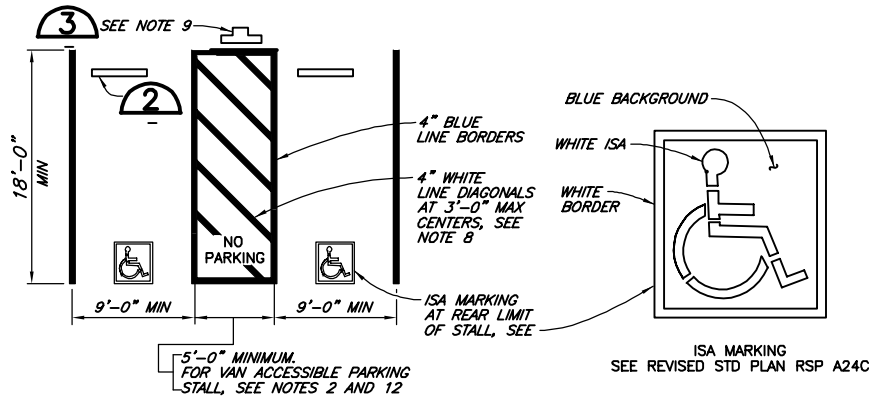 3
SEE NOTE 9
2
18'-0"
MIN
4" BLUE
LINE BORDERS
4" WHITE
LINE DIAGONALS
AT 3'-0" MAX
CENTERS, SEE
NOTE 8
NO
PARKING
9'-0" MIN
9'-0" MIN
ISA MARKING
AT REAR LIMIT
OF STALL, SEE
5'-0" MINIMUM.
FOR VAN ACCESSIBLE PARKING
STALL, SEE NOTES 2 AND 12
BLUE BACKGROUND
WHITE ISA
WHITE
BORDER
ISA MARKING
SEE REVISED STD PLAN RSP A24C